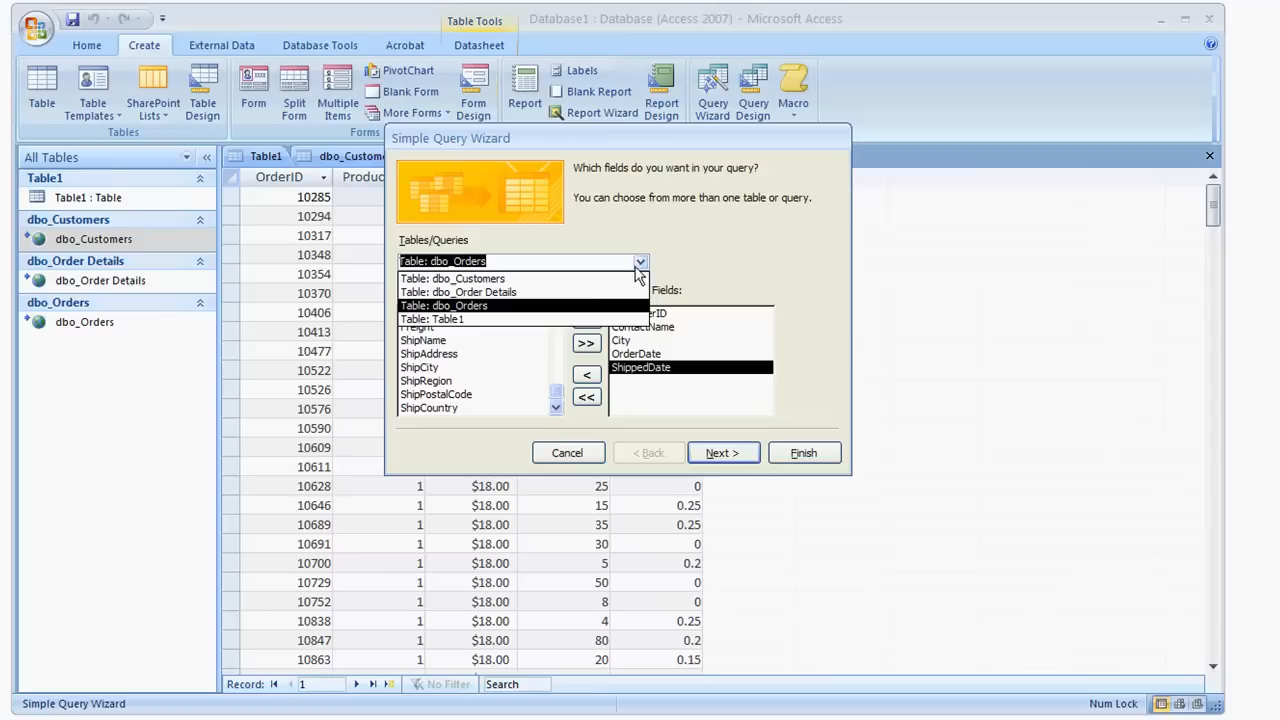 Table Tools
Database1 : Database (Access 2007) - Microsoft Access
Home Create External Data Database Tools Acrobat Datasheet
Table
Table Templates
SharePoint Lists
Table Design
Tables
Form
Split Form
Multiple Items
PivotChart
Blank Form
More Forms
Form Design
Forms
Report
Labels
Blank Report
Report Wizard
Report Design
Query Wizard
Query Design
Macro
All Tables
Table1
Table1 : Table
dbo_Customers
dbo_Customers
dbo_Order Details
dbo_Order Details
dbo_Orders
dbo_Orders
Table1 dbo_Custome
OrderID Produc
10285
10294
10317
10348
10354
10370
10406
10413
10477
10522
10526
10576
10590
10609
10611
10628 1 $18.00 25 0
10646 1 $18.00 15 0.25
10689 1 $18.00 35 0.25
10691 1 $18.00 30 0
10700 1 $18.00 5 0.2
10729 1 $18.00 50 0
10752 1 $18.00 8 0
10838 1 $18.00 4 0.25
10847 1 $18.00 80 0.2
10863 1 $18.00 20 0.15
Simple Query Wizard
Which fields do you want in your query?
You can choose from more than one table or query.
Tables/Queries
Table: dbo_Orders
Table: dbo_Customers
Table: dbo_Order Details
Table: dbo_Orders
Table: Table1
Fields:
erID
ContactName
City
OrderDate
ShippedDate
Freight
ShipName
ShipAddress
ShipCity
ShipRegion
ShipPostalCode
ShipCountry
>>
<
<<
Cancel < Back Next > Finish
Record: 1 No Filter Search
Simple Query Wizard Num Lock